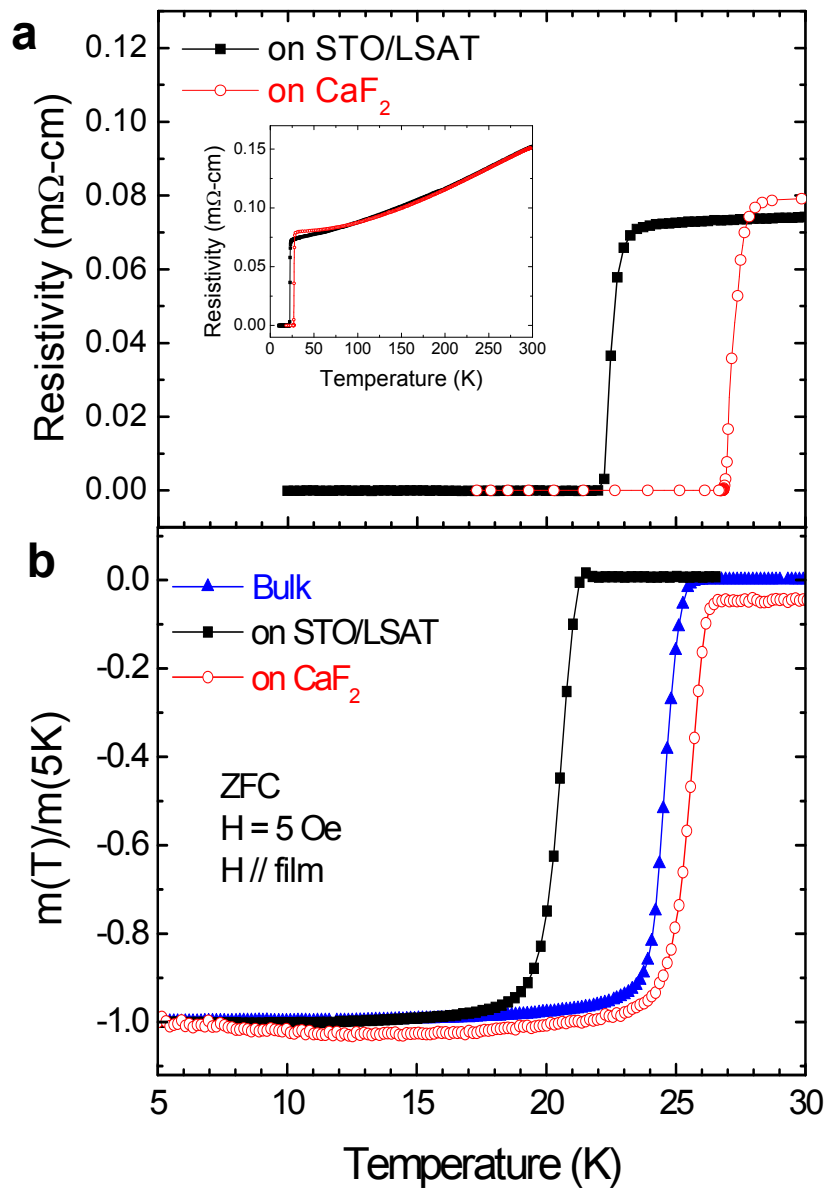 a
on STO/LSAT
on CaF₂
Resistivity (mΩ-cm)
0.12
0.10
0.08
0.06
0.04
0.02
0.00
Resistivity (mΩ-cm)
0.15
0.10
0.05
0.00
0 50 100 150 200 250 300
Temperature (K)
b
Bulk
on STO/LSAT
on CaF₂
m(T)/m(5K)
0.0
-0.2
-0.4
-0.6
-0.8
-1.0
ZFC
H = 5 Oe
H // film
5 10 15 20 25 30
Temperature (K)